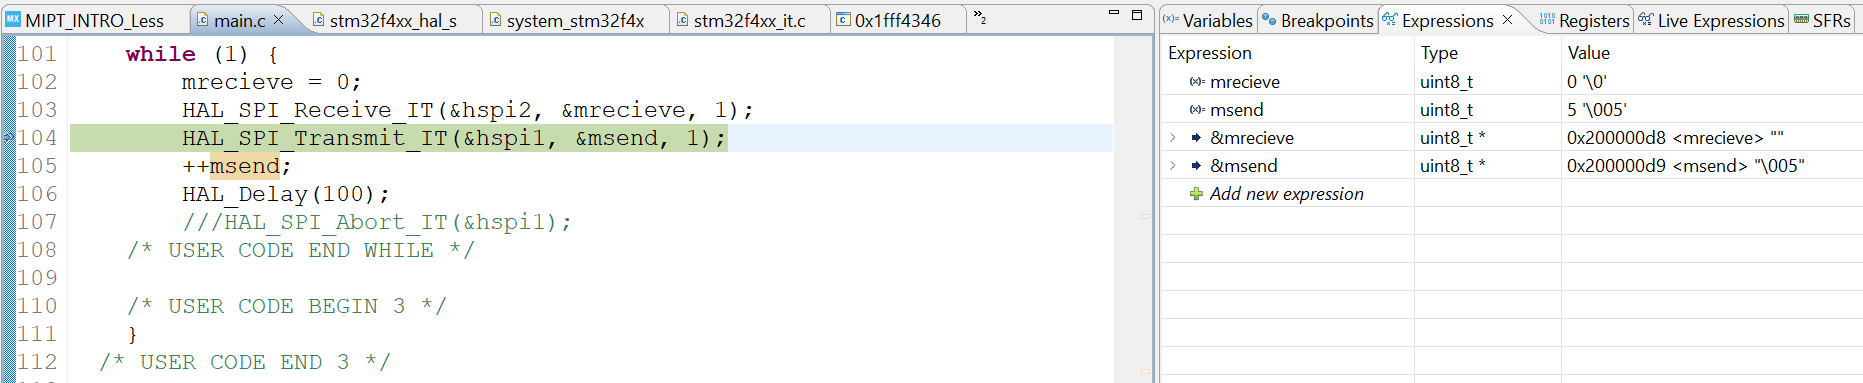 MX MIPT_INTRO_Less main.c stm32f4xx_hal_s system_stm32f4x stm32f4xx_it.c 0x1fff4346 »2
101 while (1) {
102 mrecieve = 0;
103 HAL_SPI_Receive_IT(&hspi2, &mrecieve, 1);
104 HAL_SPI_Transmit_IT(&hspi1, &msend, 1);
105 ++msend;
106 HAL_Delay(100);
107 ///HAL_SPI_Abort_IT(&hspi1);
108 /* USER CODE END WHILE */
109
110 /* USER CODE BEGIN 3 */
111 }
112 /* USER CODE END 3 */
(x)= Variables Breakpoints Expressions 1010 0101 Registers Live Expressions SFRs
Expression Type Value
(x)= mrecieve uint8_t 0 '\0'
(x)= msend uint8_t 5 '\005'
&mrecieve uint8_t * 0x200000d8 <mrecieve> ""
&msend uint8_t * 0x200000d9 <msend> "\005"
Add new expression